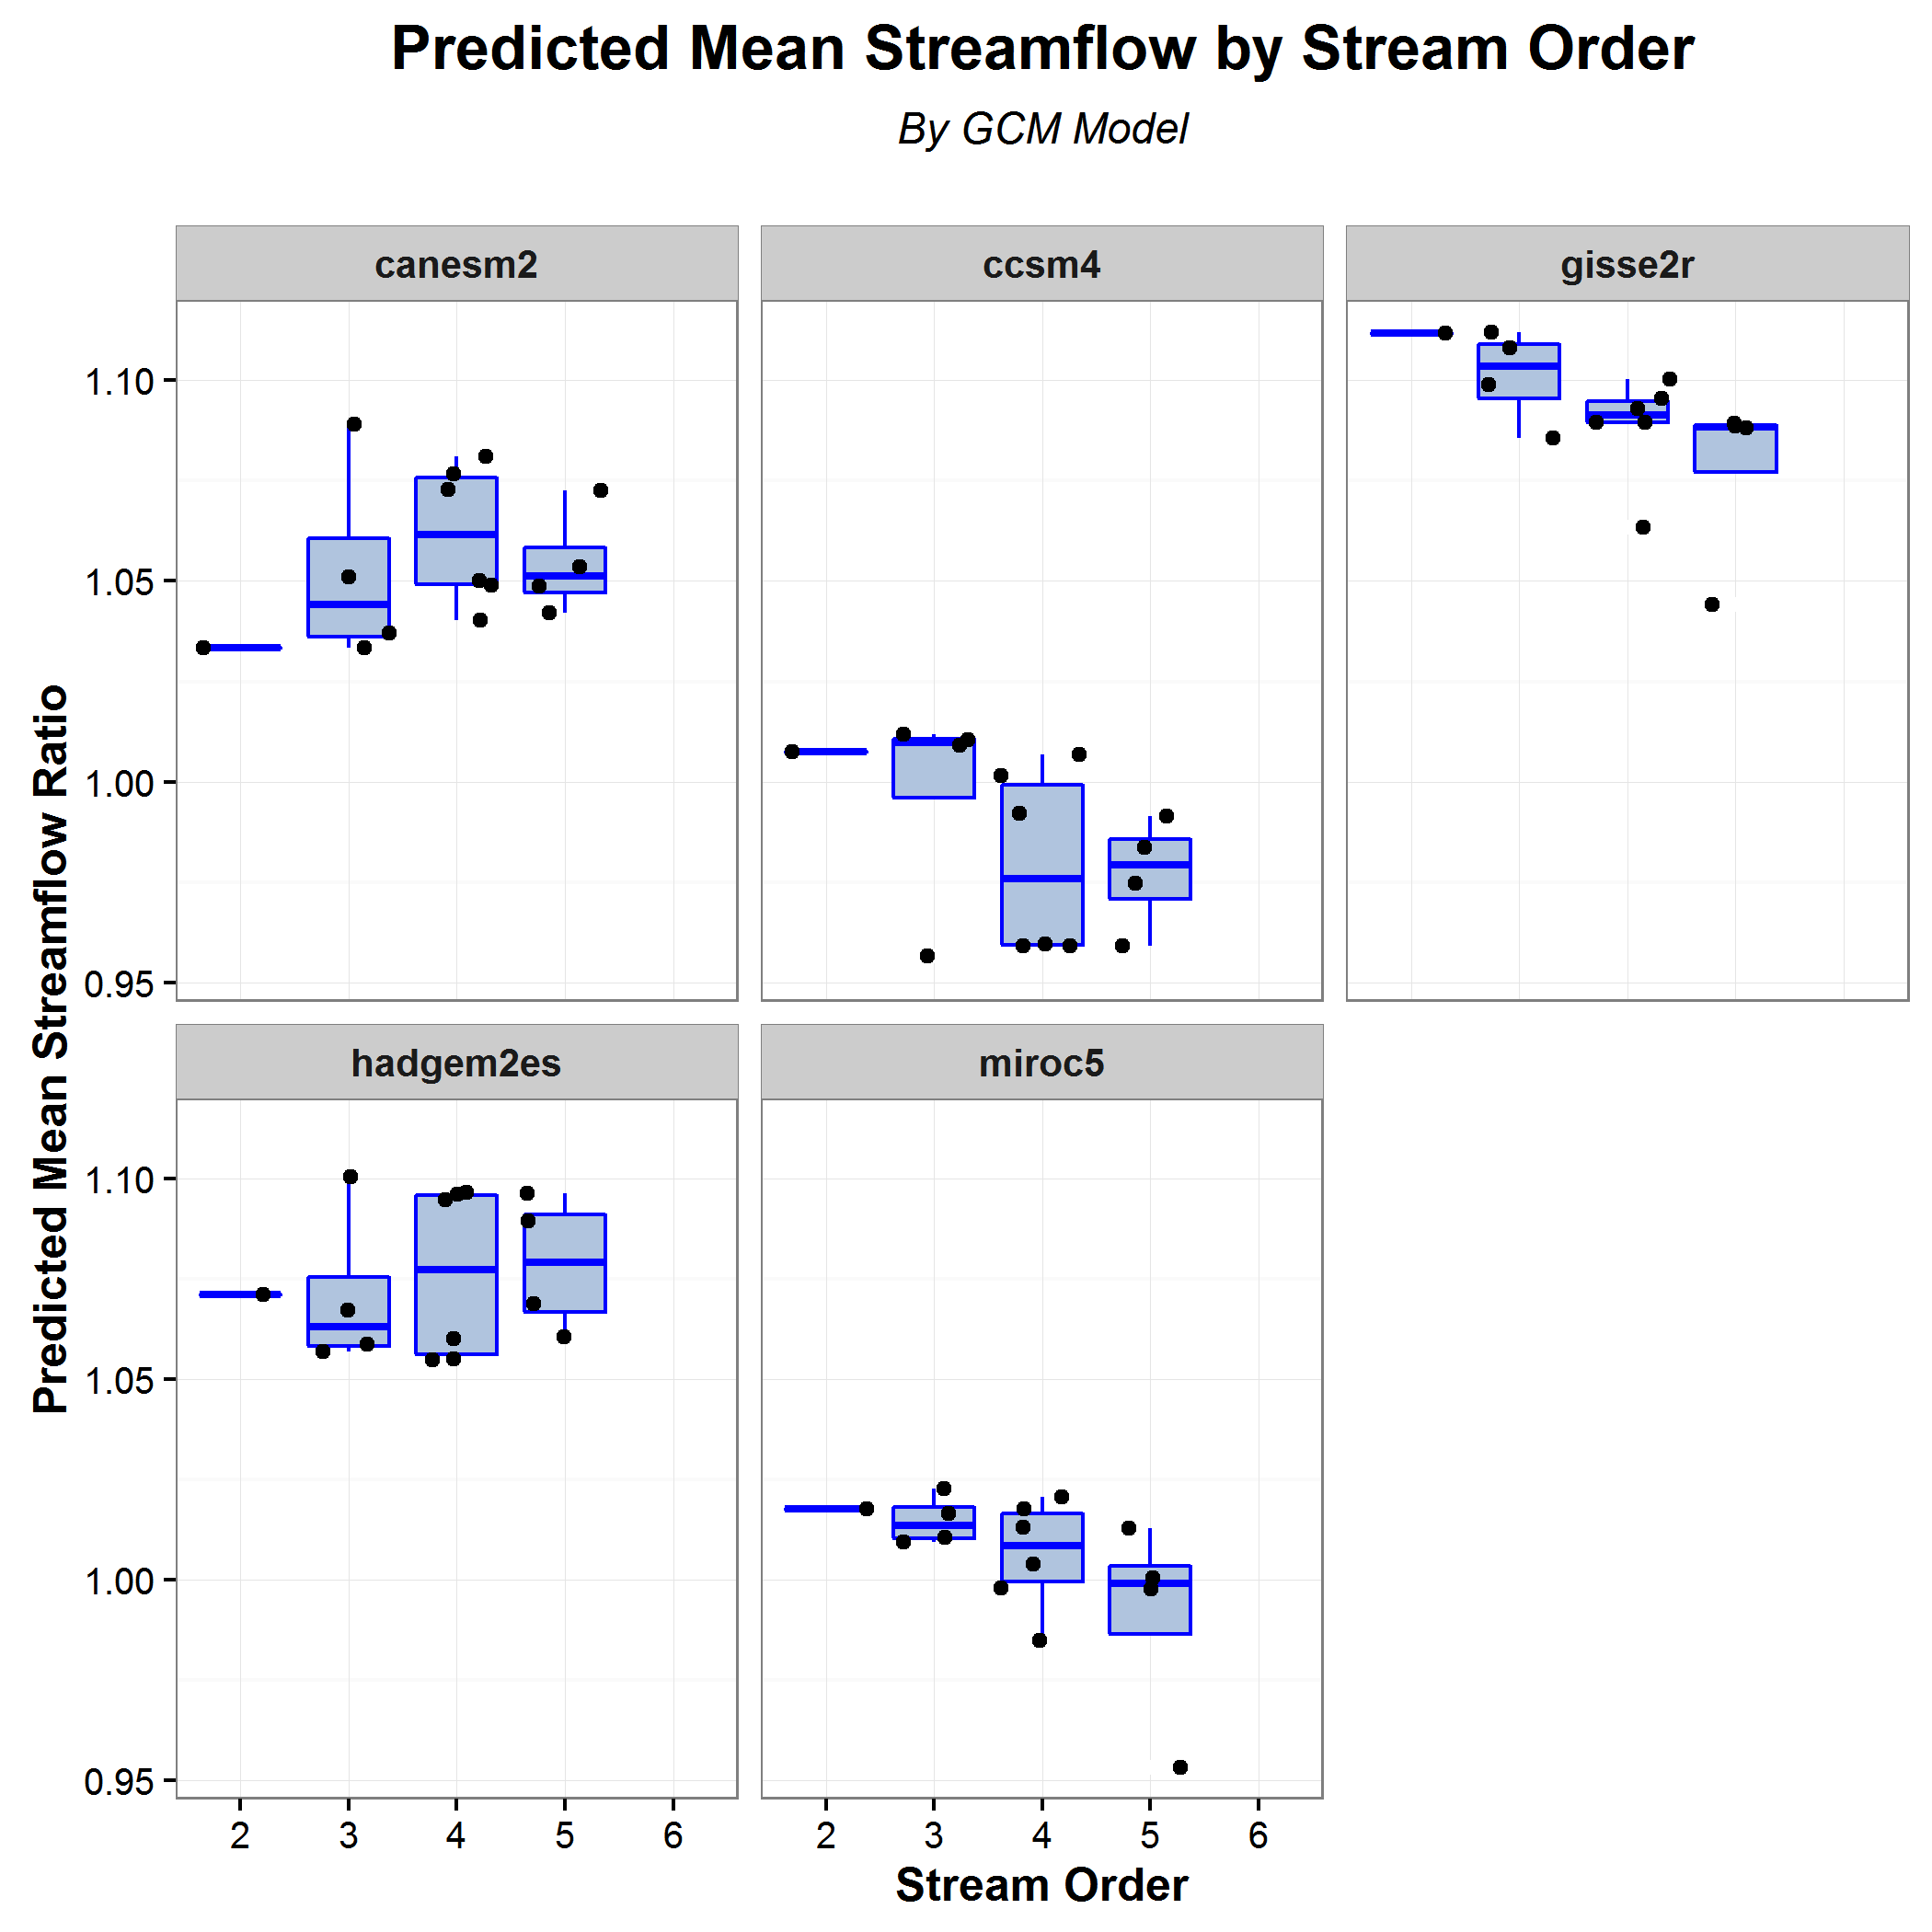 Predicted Mean Streamflow by Stream Order
By GCM Model
canesm2
ccsm4
gisse2r
Predicted Mean Streamflow Ratio
1.10
1.05
1.00
0.95
hadgem2es
miroc5
1.10
1.05
1.00
0.95
2 3 4 5 6
2 3 4 5 6
Stream Order